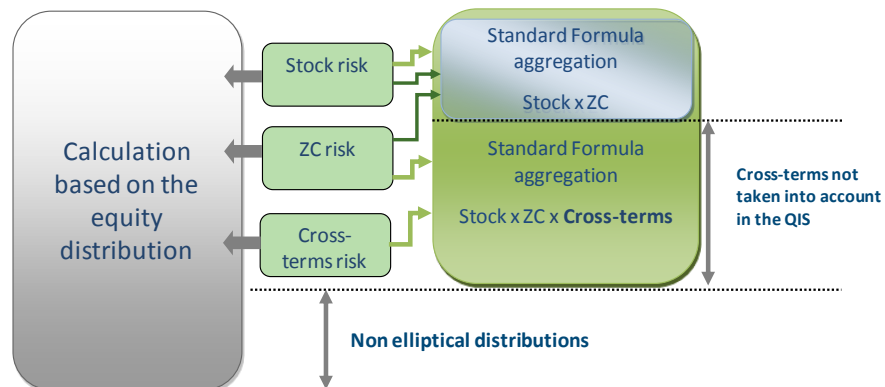 Calculation
based on the
equity
distribution
Stock risk
ZC risk
Cross-
terms risk
Standard Formula
aggregation
Stock x ZC
Standard Formula
aggregation
Stock x ZC x Cross-terms
Cross-terms not
taken into account
in the QIS
Non elliptical distributions